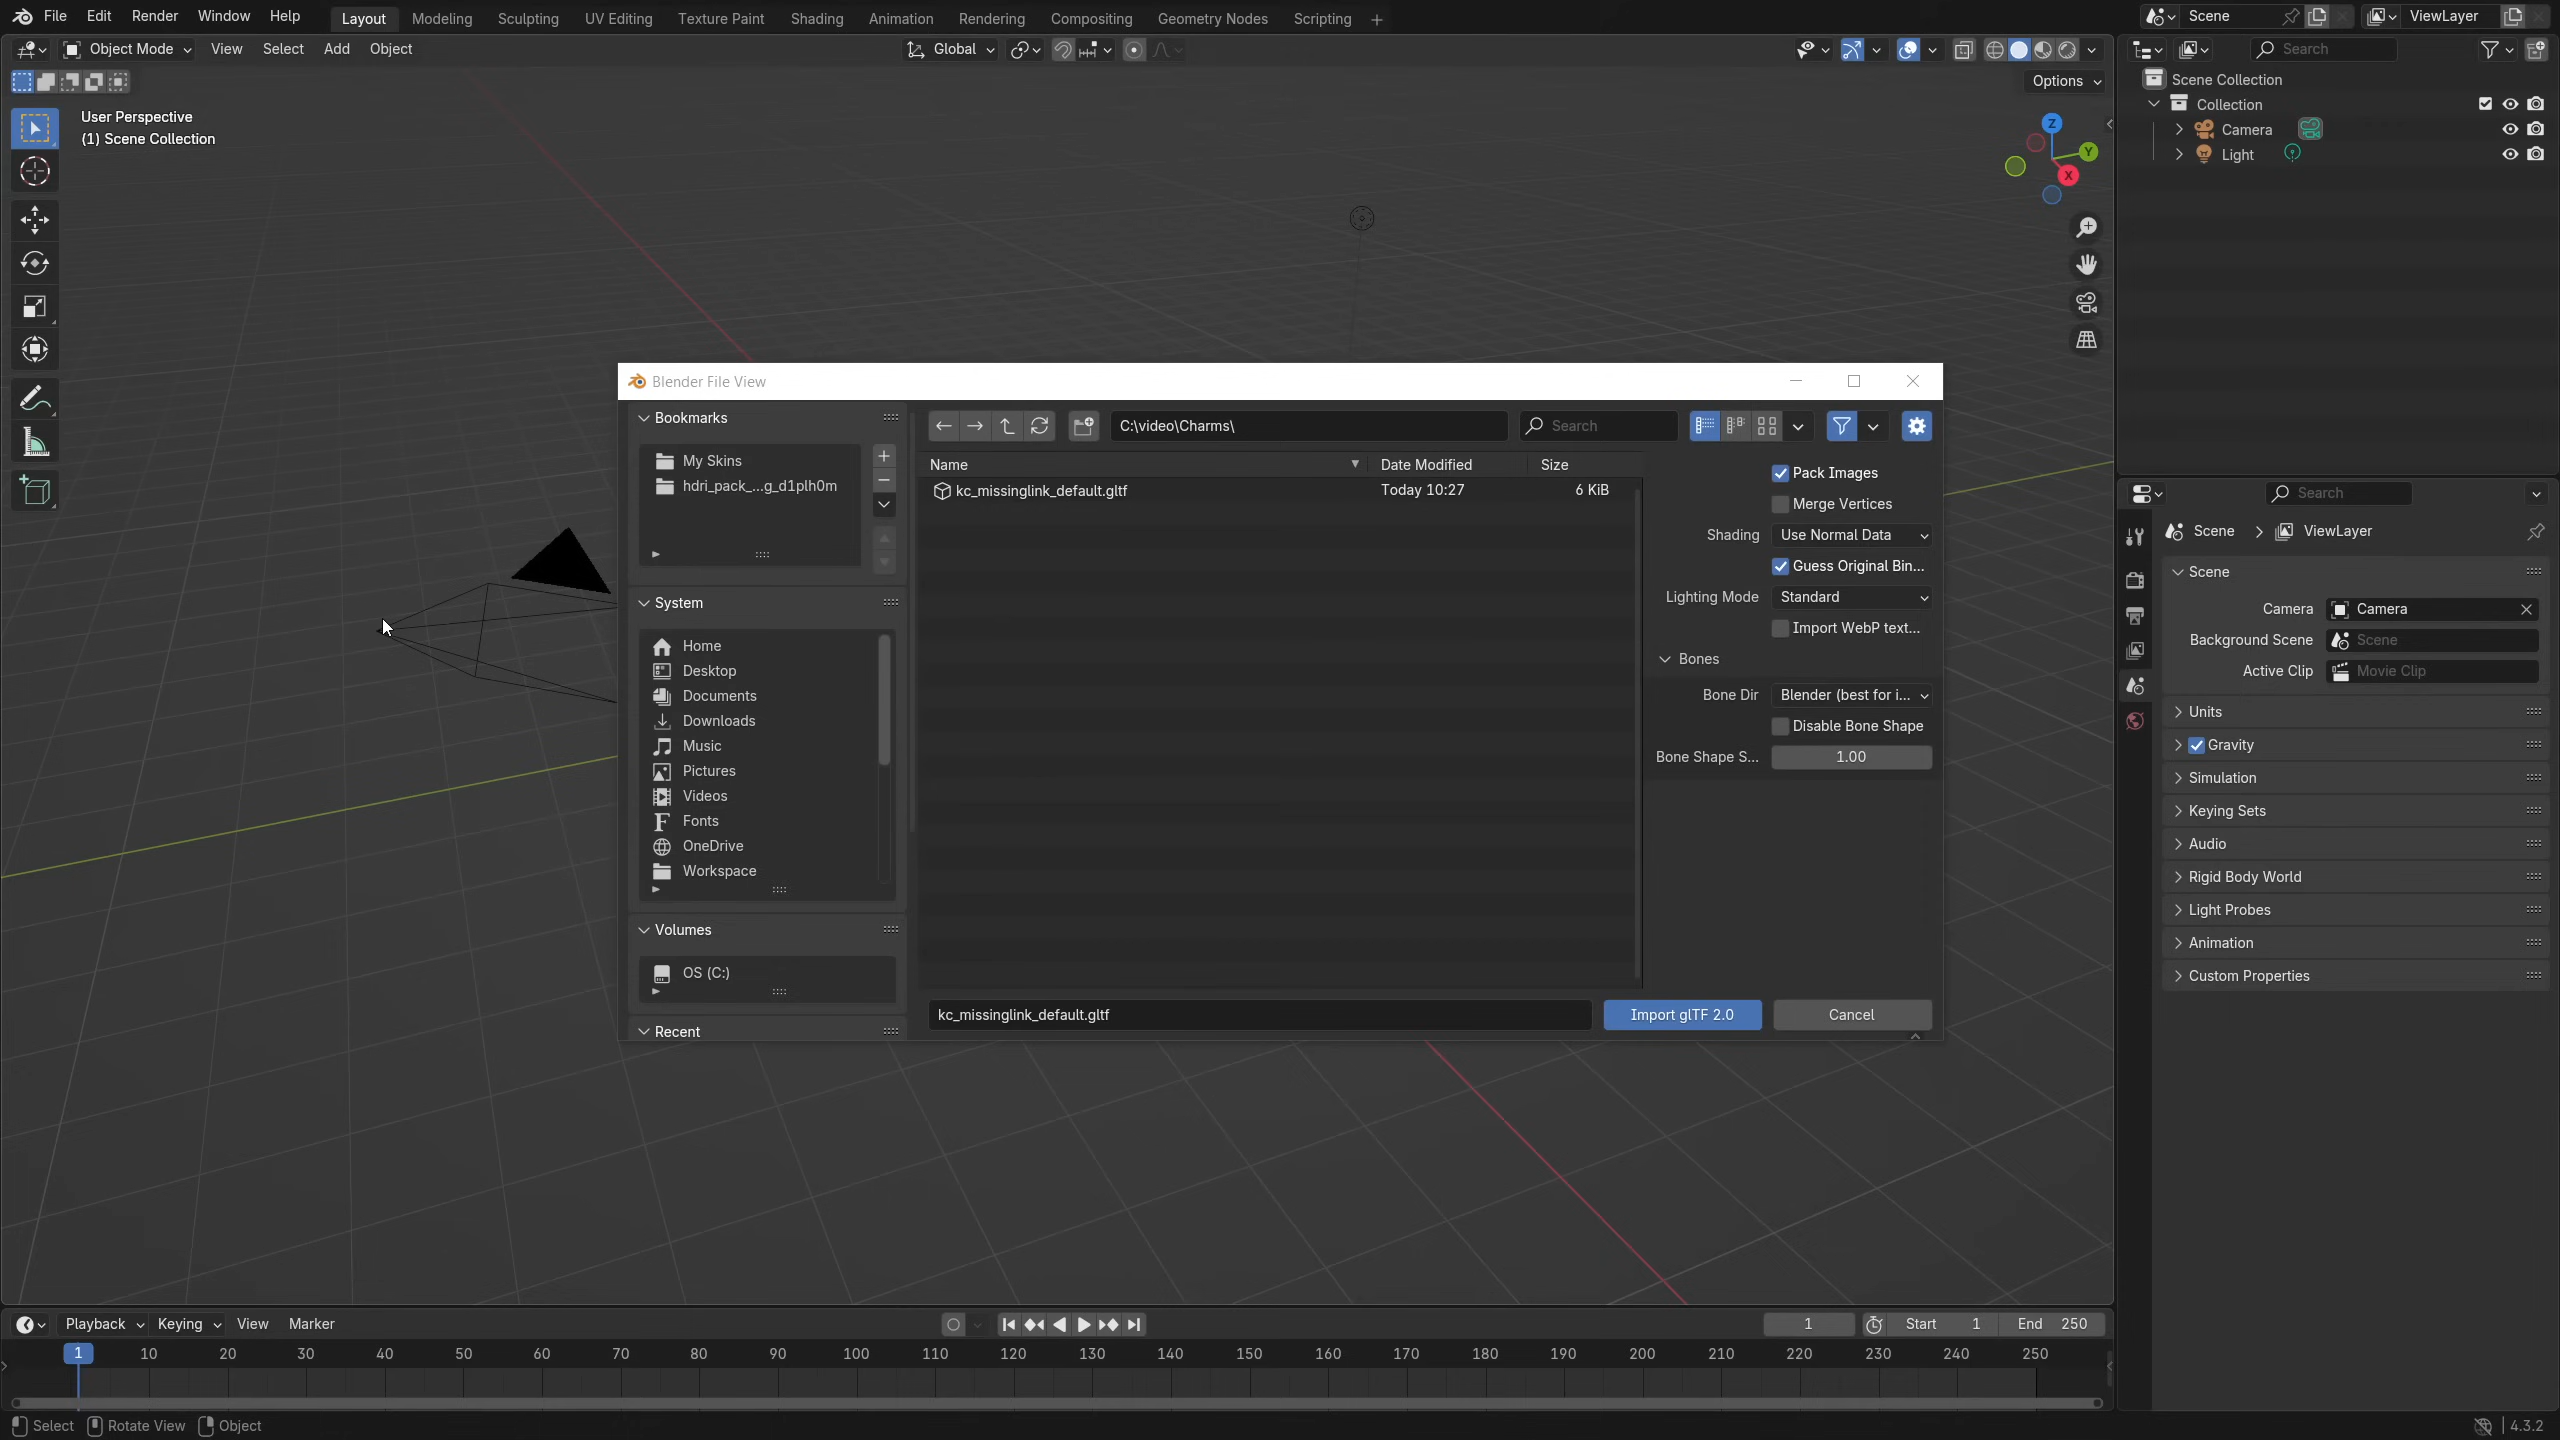 File Edit Render Window Help Layout Modeling Sculpting UV Editing Texture Paint Shading Animation Rendering Compositing Geometry Nodes Scripting + Scene ViewLayer
Object Mode View Select Add Object Global Search
Options
User Perspective
(1) Scene Collection
Z
Y
X
Scene Collection
Collection
Camera
Light
Blender File View
Bookmarks
My Skins
hdri_pack_...g_d1plh0m
System
Home
Desktop
Documents
Downloads
Music
Pictures
Videos
Fonts
OneDrive
Workspace
Volumes
OS (C:)
Recent
C:\video\Charms\ Search
Name Date Modified Size
kc_missinglink_default.gltf Today 10:27 6 KiB
Pack Images
Merge Vertices
Shading Use Normal Data
Guess Original Bin...
Lighting Mode Standard
Import WebP text...
Bones
Bone Dir Blender (best for i...
Disable Bone Shape
Bone Shape S... 1.00
kc_missinglink_default.gltf Import glTF 2.0 Cancel
Search
Scene ViewLayer
Scene
Camera Camera
Background Scene Scene
Active Clip Movie Clip
Units
Gravity
Simulation
Keying Sets
Audio
Rigid Body World
Light Probes
Animation
Custom Properties
Playback Keying View Marker 1 Start 1 End 250
1 10 20 30 40 50 60 70 80 90 100 110 120 130 140 150 160 170 180 190 200 210 220 230 240 250
Select Rotate View Object 4.3.2